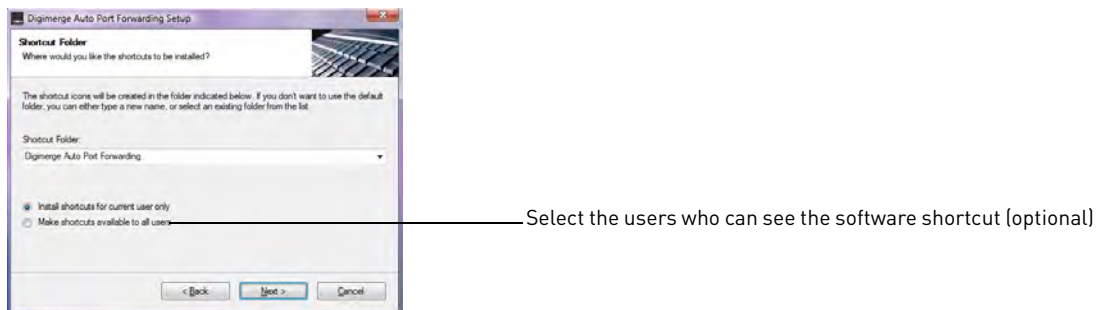 Digimerge Auto Port Forwarding Setup
Shortcut Folder
Where would you like the shortcuts to be installed?
The shortcut icons will be created in the folder indicated below. If you don't want to use the default
folder, you can either type a new name, or select an existing folder from the list.
Shortcut Folder:
Digimerge Auto Port Forwarding
Install shortcuts for current user only
Make shortcuts available to all users
Select the users who can see the software shortcut (optional)
< Back
Next >
Cancel